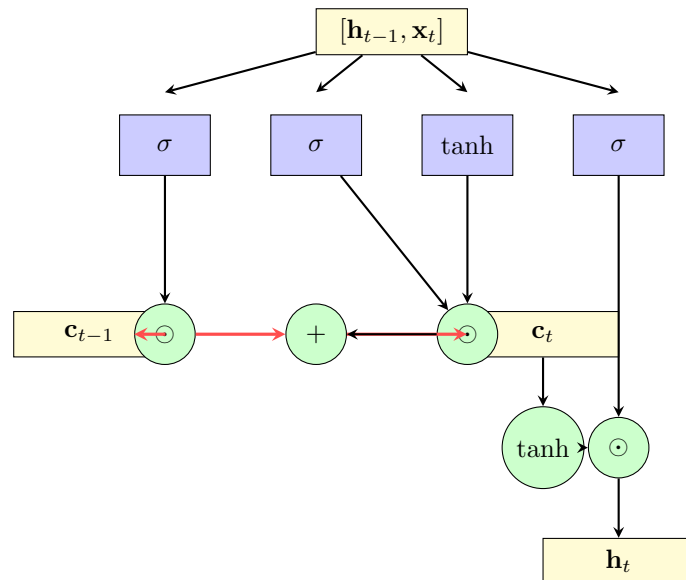 [h_{t−1}, x_t]
σ σ tanh σ
c_{t−1} ⊙ + ⊙ c_t
tanh ⊙
h_t